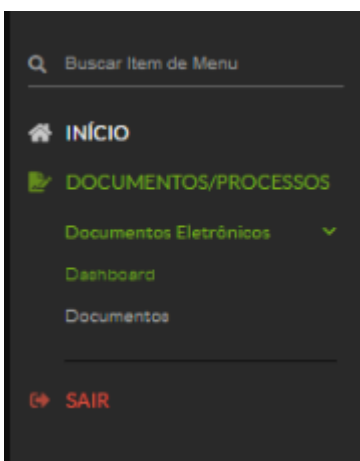 Buscar Item de Menu
INÍCIO
DOCUMENTOS/PROCESSOS
Documentos Eletrônicos
Dashboard
Documentos
SAIR